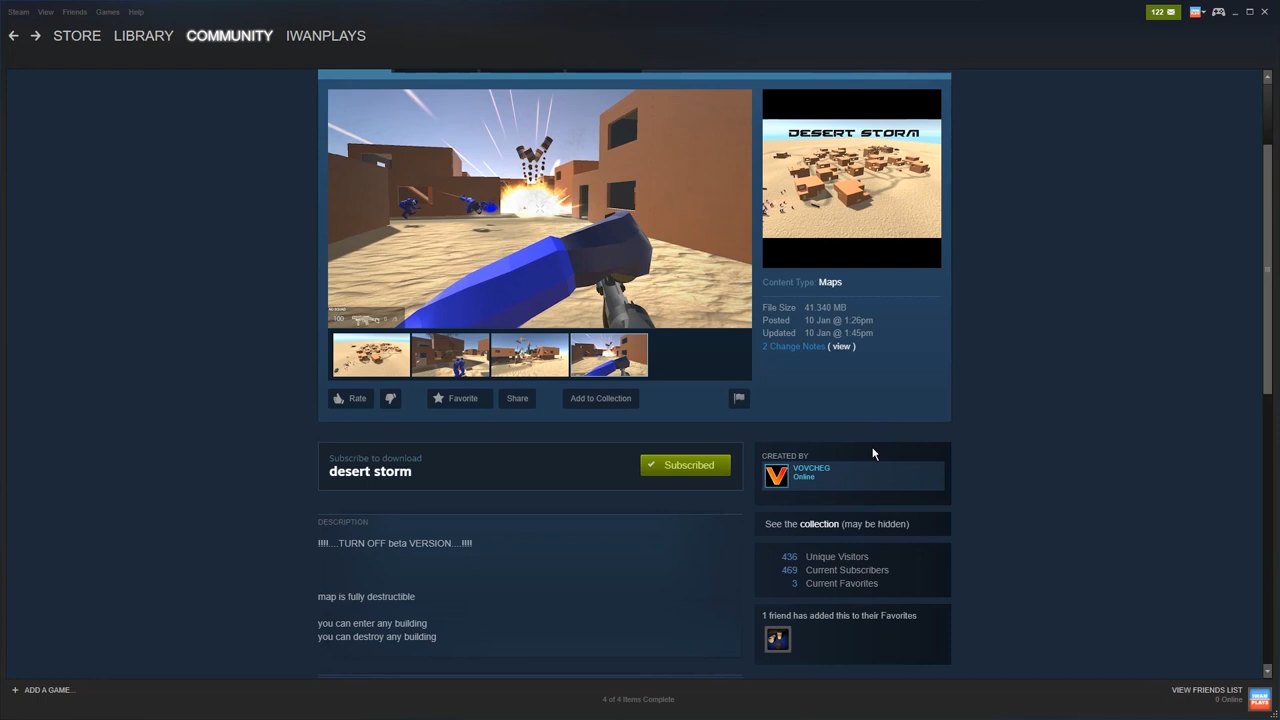 Steam View Friends Games Help
122
STORE LIBRARY COMMUNITY IWANPLAYS
DESERT STORM
100
Content Type: Maps
File Size 41.340 MB
Posted 10 Jan @ 1:26pm
Updated 10 Jan @ 1:45pm
2 Change Notes ( view )
Rate
Favorite
Share
Add to Collection
Subscribe to download
desert storm
Subscribed
CREATED BY
VOVCHEG
Online
See the collection (may be hidden)
DESCRIPTION
!!!!....TURN OFF beta VERSION....!!!!
map is fully destructible
you can enter any building
you can destroy any building
436 Unique Visitors
469 Current Subscribers
3 Current Favorites
1 friend has added this to their Favorites
+ ADD A GAME...
4 of 4 Items Complete
VIEW FRIENDS LIST
0 Online
IWAN
PLAYS